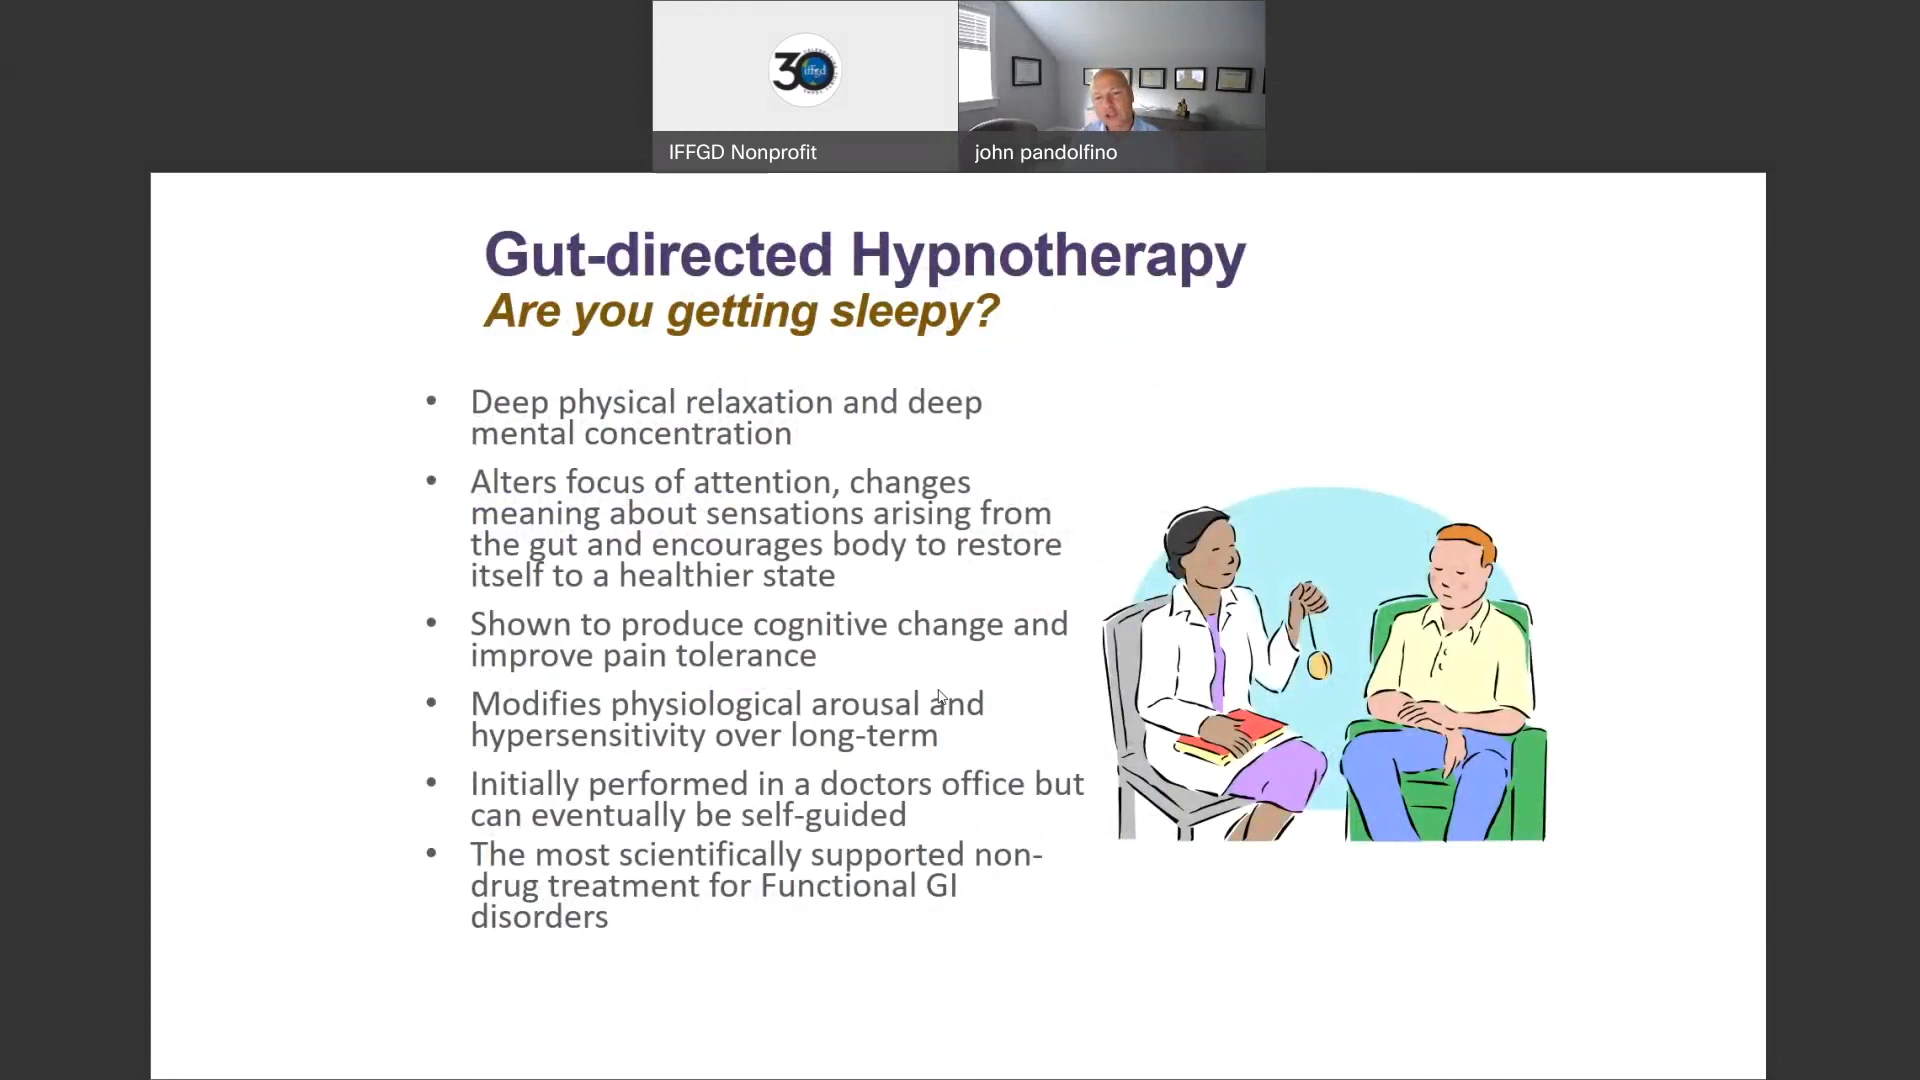 30
iffgd
IFFGD Nonprofit
john pandolfino
Gut-directed Hypnotherapy
Are you getting sleepy?
• Deep physical relaxation and deep
mental concentration
• Alters focus of attention, changes
meaning about sensations arising from
the gut and encourages body to restore
itself to a healthier state
• Shown to produce cognitive change and
improve pain tolerance
• Modifies physiological arousal and
hypersensitivity over long-term
• Initially performed in a doctors office but
can eventually be self-guided
• The most scientifically supported non-
drug treatment for Functional GI
disorders